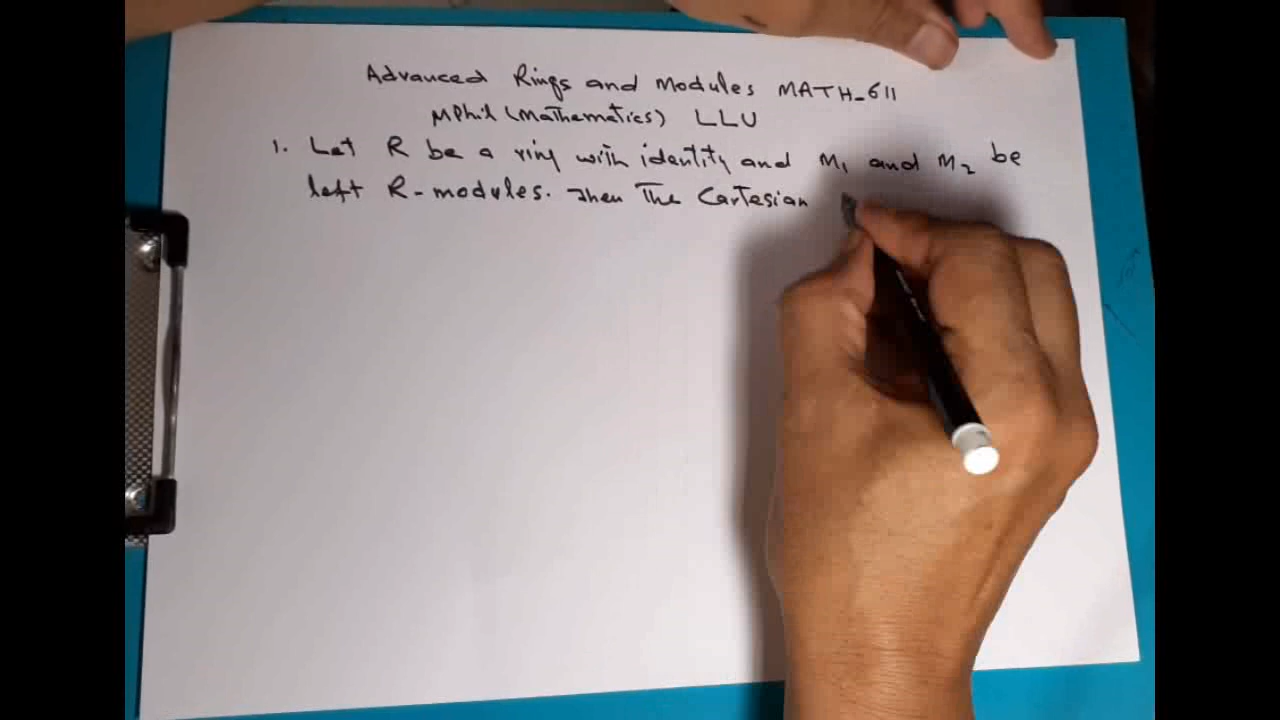 Advanced Rings and Modules MATH-611
MPhil (Mathematics) LLU
1. Let R be a ring with identity and M1 and M2 be
left R-modules. Then The Cartesian